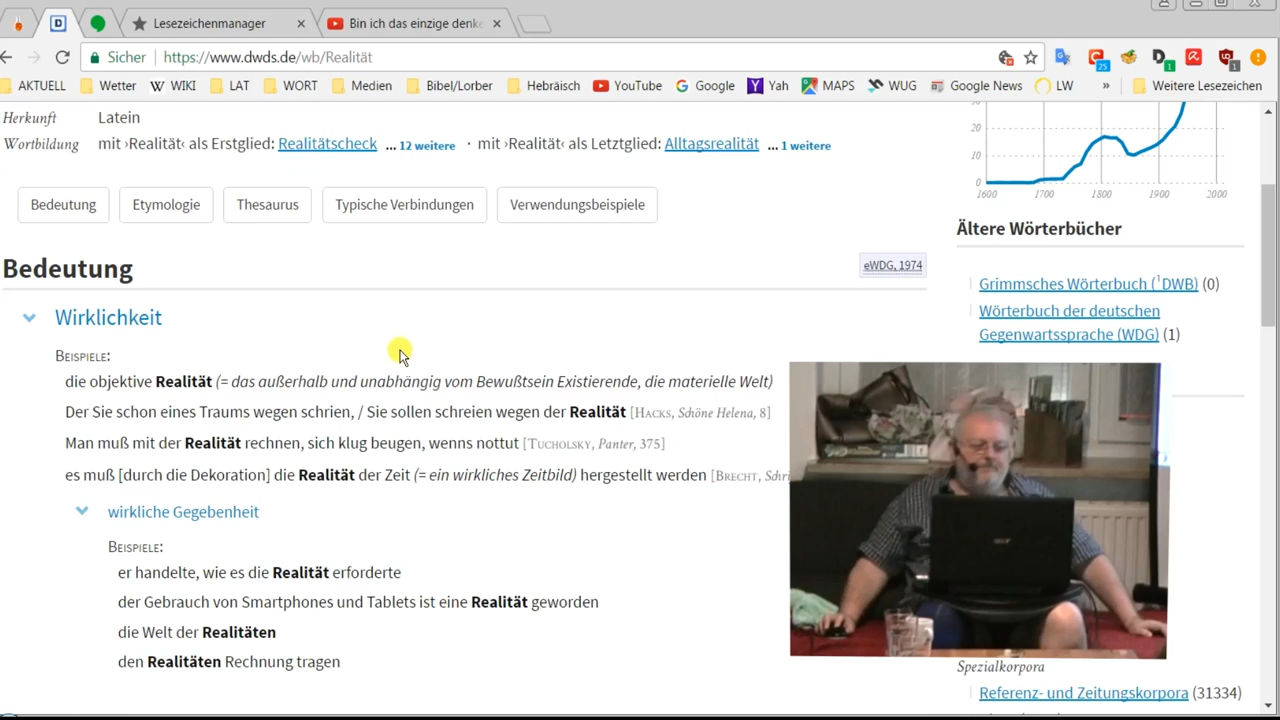 Lesezeichenmanager
Bin ich das einzige denke
Sicher
https://www.dwds.de/wb/Realität
25
1
1
AKTUELL
Wetter
WIKI
LAT
WORT
Medien
Bibel/Lorber
Hebräisch
YouTube
Google
Yah
MAPS
WUG
Google News
LW
»
Weitere Lesezeichen
Herkunft Latein
Wortbildung mit ›Realität‹ als Erstglied: Realitätscheck ... 12 weitere · mit ›Realität‹ als Letztglied: Alltagsrealität ... 1 weitere
Bedeutung
Etymologie
Thesaurus
Typische Verbindungen
Verwendungsbeispiele
Bedeutung
eWDG, 1974
Wirklichkeit
BEISPIELE:
die objektive Realität (= das außerhalb und unabhängig vom Bewußtsein Existierende, die materielle Welt)
Der Sie schon eines Traums wegen schrien, / Sie sollen schreien wegen der Realität [HACKS, Schöne Helena, 8]
Man muß mit der Realität rechnen, sich klug beugen, wenns nottut [TUCHOLSKY, Panter, 375]
es muß [durch die Dekoration] die Realität der Zeit (= ein wirkliches Zeitbild) hergestellt werden [BRECHT, Schri
wirkliche Gegebenheit
BEISPIELE:
er handelte, wie es die Realität erforderte
der Gebrauch von Smartphones und Tablets ist eine Realität geworden
die Welt der Realitäten
den Realitäten Rechnung tragen
20
10
0
1600 1700 1800 1900 2000
Ältere Wörterbücher
Grimmsches Wörterbuch (¹DWB) (0)
Wörterbuch der deutschen
Gegenwartssprache (WDG) (1)
acer
Spezialkorpora
Referenz- und Zeitungskorpora (31334)